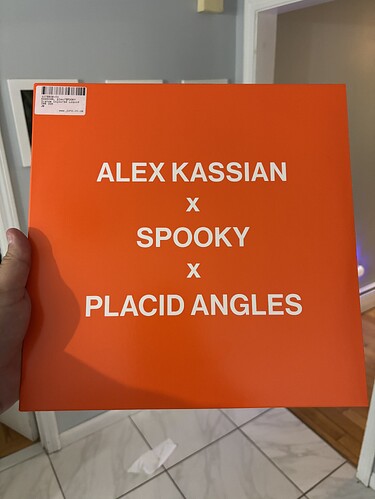 ALEX KASSIAN
x
SPOOKY
x
PLACID ANGLES